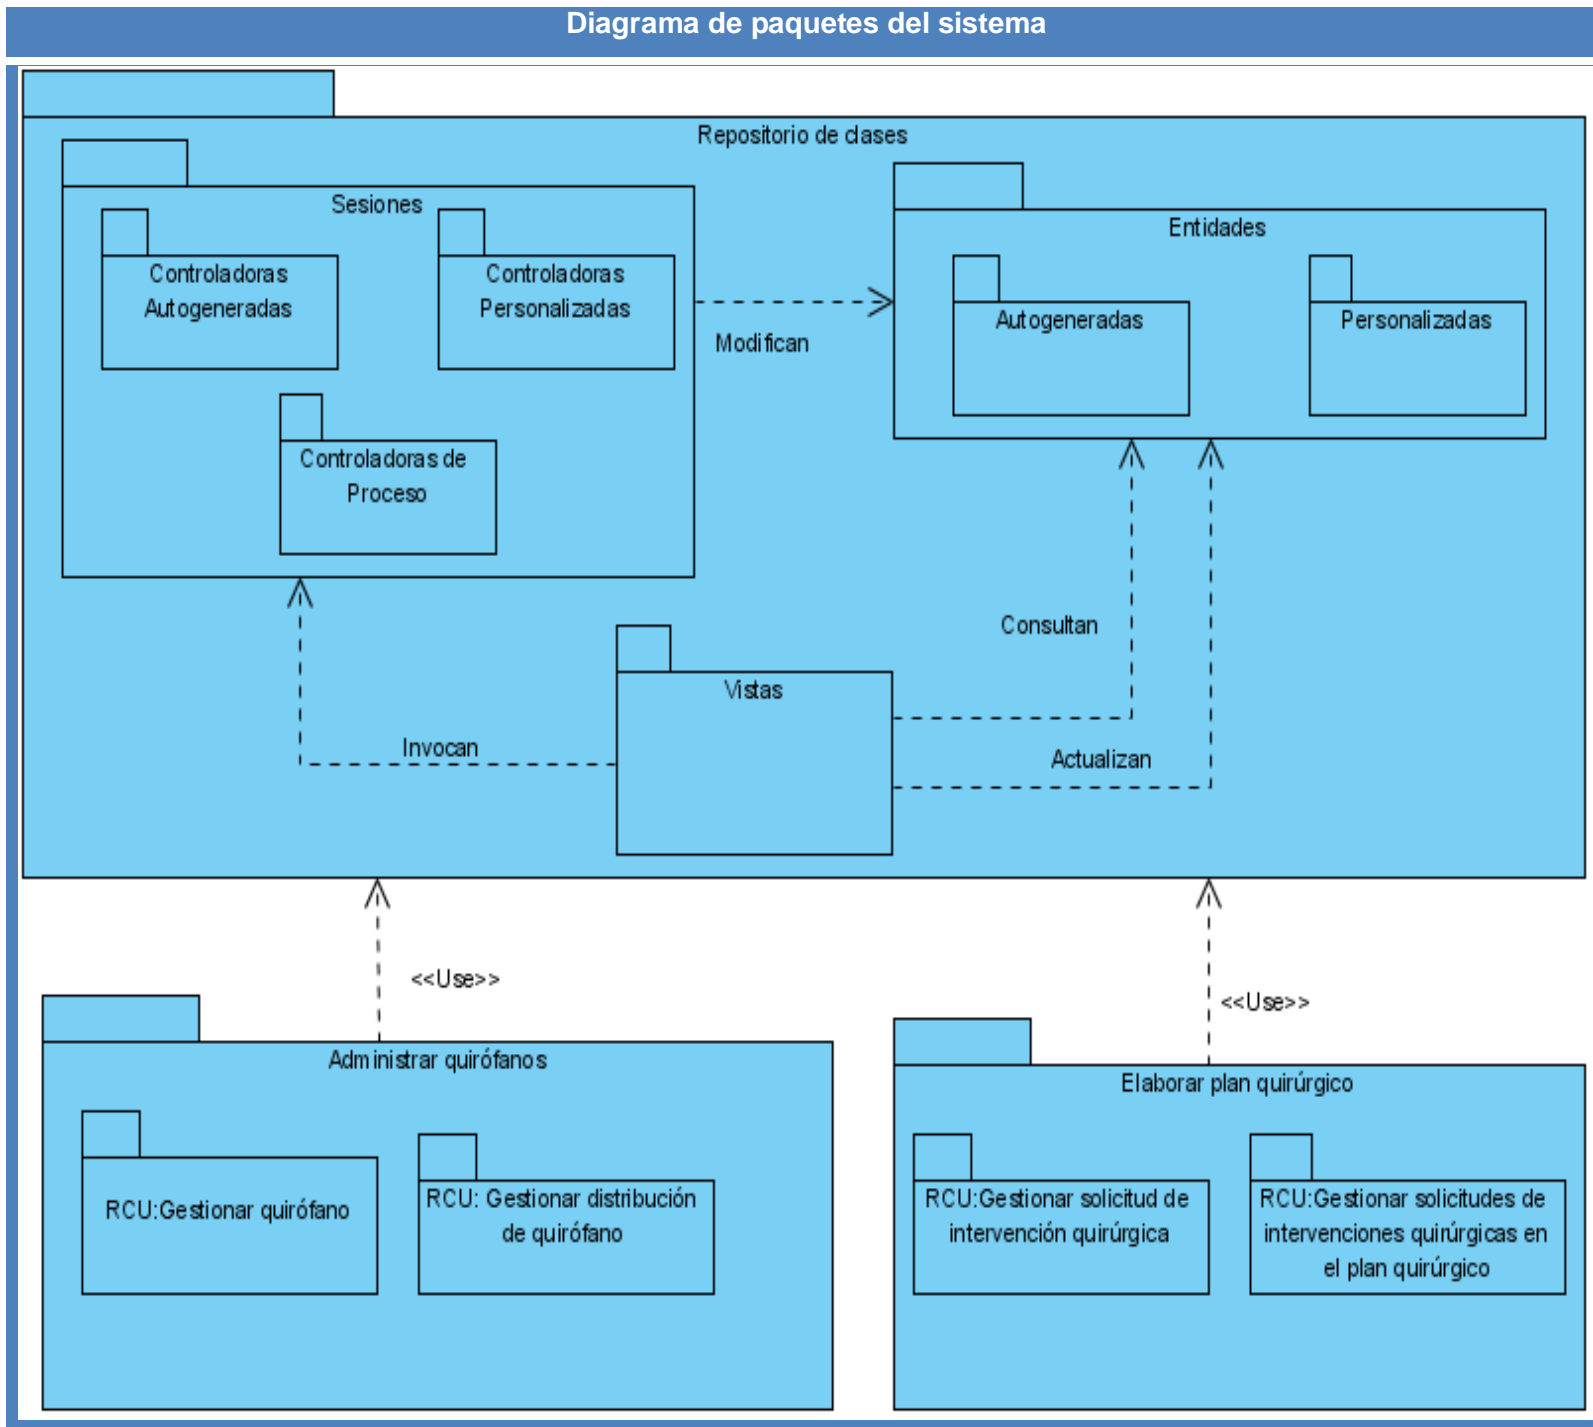 Diagrama de paquetes del sistema
Repositorio de clases
Sesiones
Controladoras
Autogeneradas
Controladoras
Personalizadas
Controladoras de
Proceso
Modifican
Entidades
Autogeneradas
Personalizadas
Consultan
Vistas
Invocan
Actualizan
<<Use>>
<<Use>>
Administrar quirófanos
RCU:Gestionar quirófano
RCU: Gestionar distribución
de quirófano
Elaborar plan quirúrgico
RCU:Gestionar solicitud de
intervención quirúrgica
RCU:Gestionar solicitudes de
intervenciones quirúrgicas en
el plan quirúrgico